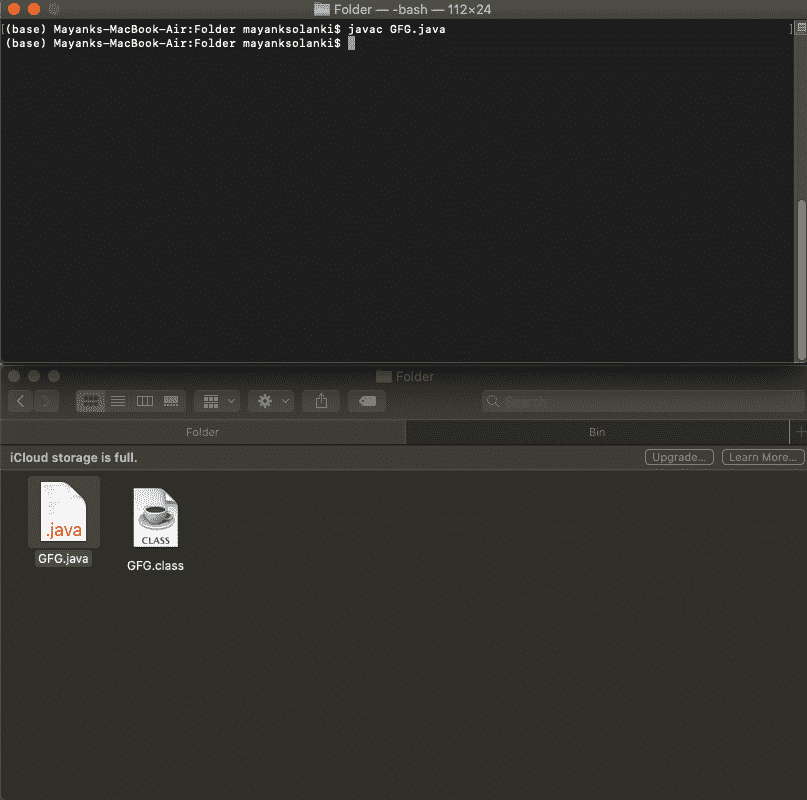 Folder — -bash — 112×24
[(base) Mayanks-MacBook-Air:Folder mayanksolanki$ javac GFG.java ]
(base) Mayanks-MacBook-Air:Folder mayanksolanki$
Folder
Search
Folder Bin
iCloud storage is full. Upgrade... Learn More...
.java CLASS
GFG.java GFG.class